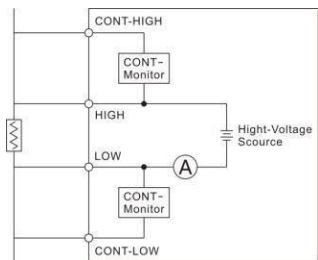 CONT-HIGH
CONT-
Monitor
HIGH
Hight-Voltage
Scource
LOW
A
CONT-
Monitor
CONT-LOW